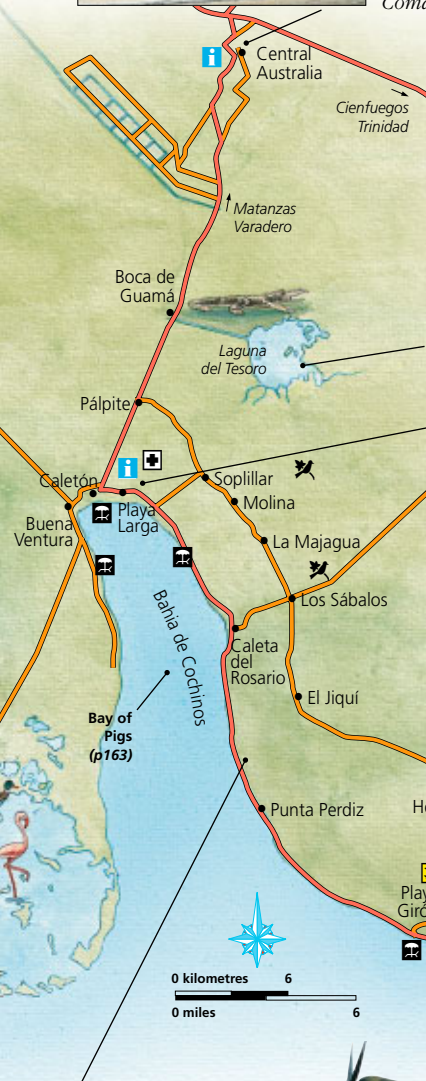 Central
Australia
Cienfuegos
Trinidad
Matanzas
Varadero
Boca de
Guamá
Laguna
del Tesoro
Pálpite
Caletón
Playa
Larga
Soplillar
Molina
Buena
Ventura
La Majagua
Los Sábalos
Bahia de Cochinos
Caleta
del
Rosario
El Jiquí
Bay of
Pigs
(p163)
Punta Perdiz
0 kilometres 6
0 miles 6